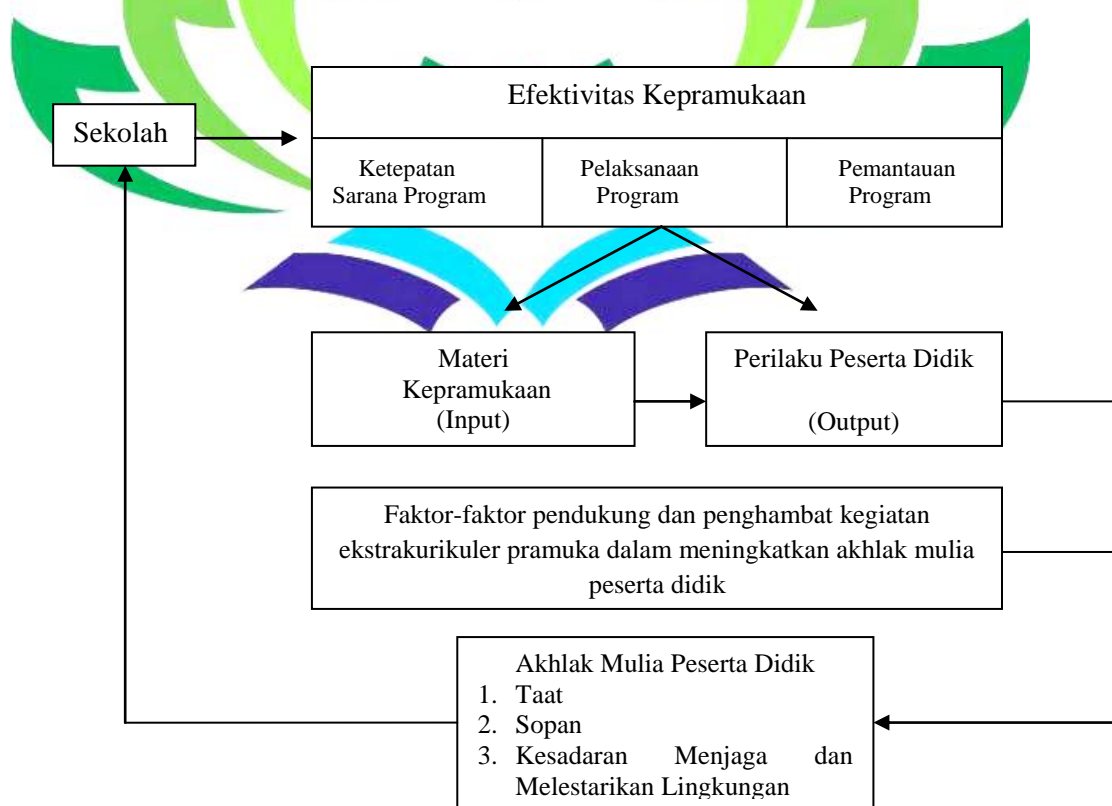 Efektivitas Kepramukaan
Sekolah
Ketepatan
Sarana Program
Pelaksanaan
Program
Pemantauan
Program
Materi
Kepramukaan
(Input)
Perilaku Peserta Didik
(Output)
Faktor-faktor pendukung dan penghambat kegiatan
ekstrakurikuler pramuka dalam meningkatkan akhlak mulia
peserta didik
Akhlak Mulia Peserta Didik
1. Taat
2. Sopan
3. Kesadaran Menjaga dan
Melestarikan Lingkungan